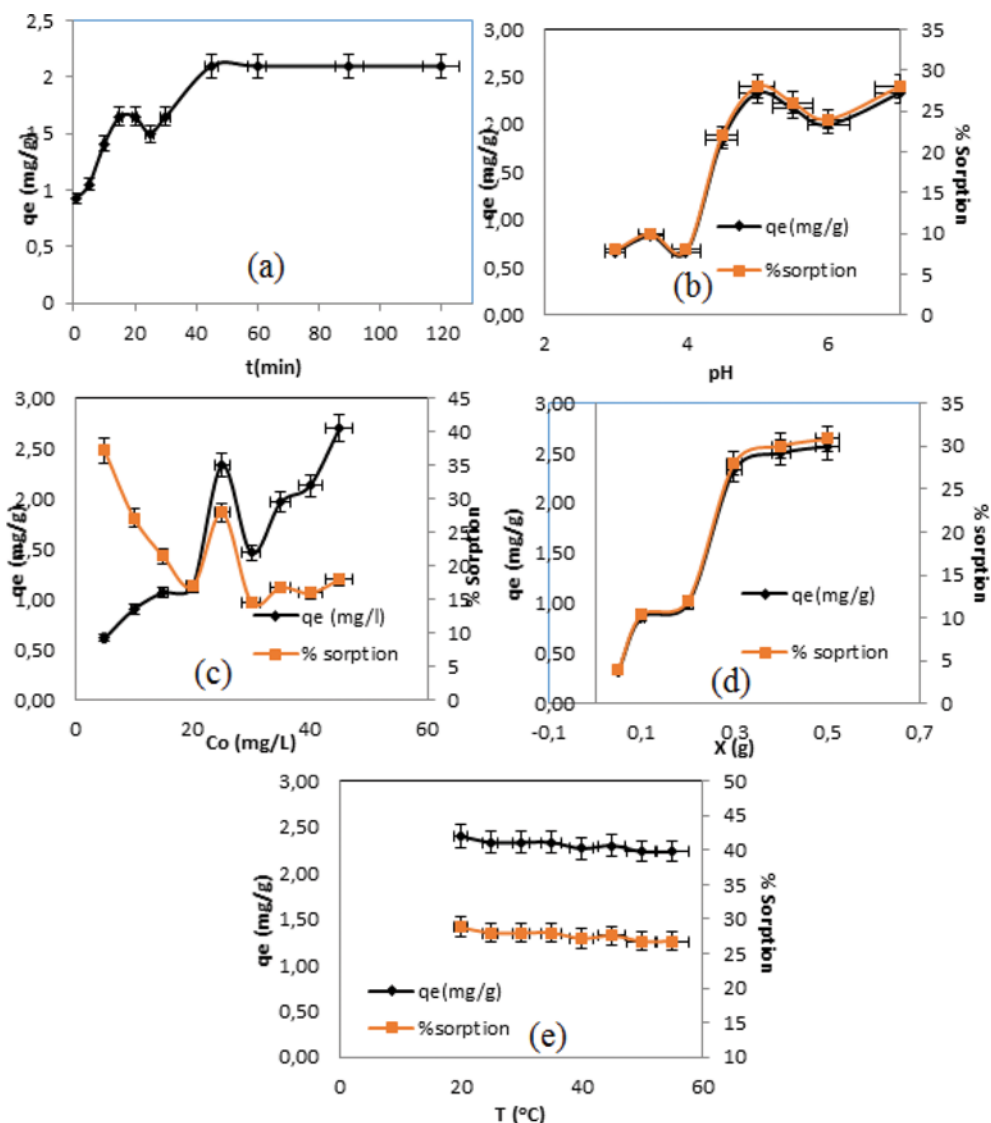 2,5
2
1,5
1
0,5
0
qe (mg/g)
0 20 40 60 80 100 120
t(min)
(a)
3,00
2,50
2,00
1,50
1,00
0,50
0,00
qe (mg/g)
35
30
25
20
15
10
5
0
% Sorption
qe(mg/g)
%sorption
(b)
2 4 6
pH
3,00
2,50
2,00
1,50
1,00
0,50
0,00
qe (mg/g)
45
40
35
30
25
20
15
10
5
0
% Sorption
qe (mg/l)
% sorption
(c)
0 20 40 60
Co (mg/L)
3,00
2,50
2,00
1,50
1,00
0,50
0,00
qe (mg/g)
35
30
25
20
15
10
5
0
% sorption
qe(mg/g)
% soprtion
(d)
-0,1 0,1 0,3 0,5 0,7
X (g)
3,00
2,50
2,00
1,50
1,00
0,50
0,00
qe (mg/g)
50
45
40
35
30
25
20
15
10
% Sorption
qe(mg/g)
%sorption
(e)
0 20 40 60
T (°C)